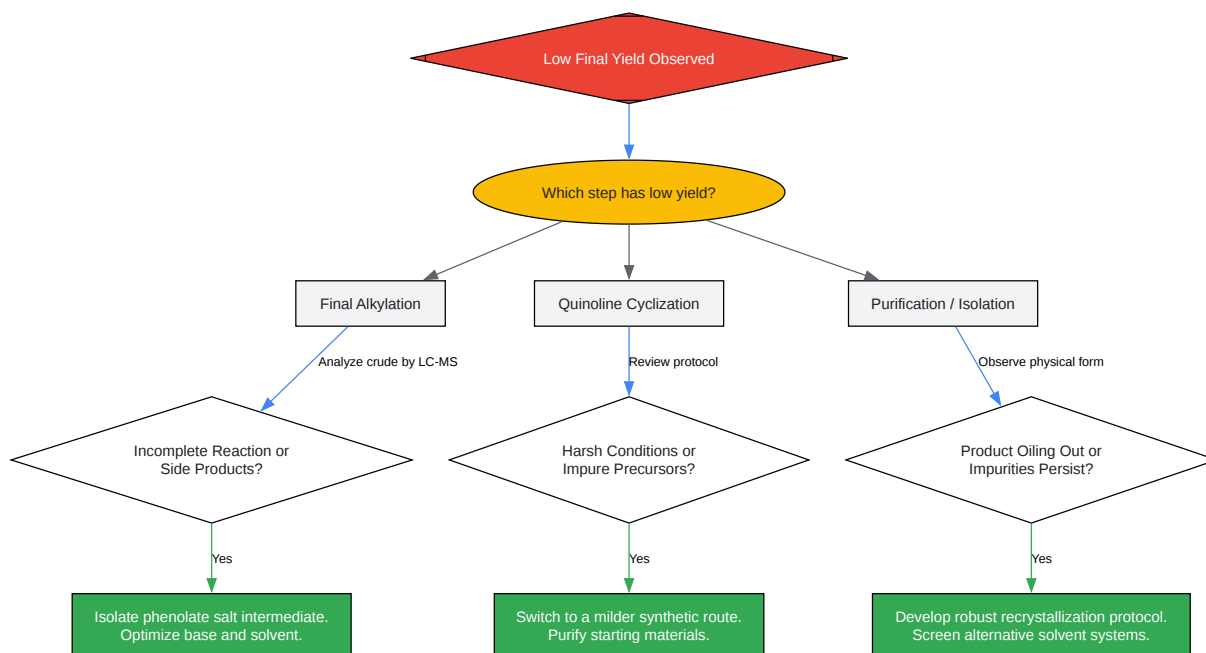 Low Final Yield Observed
Which step has low yield?
Final Alkylation
Quinoline Cyclization
Purification / Isolation
Analyze crude by LC-MS
Review protocol
Observe physical form
Incomplete Reaction or
Side Products?
Harsh Conditions or
Impure Precursors?
Product Oiling Out or
Impurities Persist?
Yes
Yes
Yes
Isolate phenolate salt intermediate.
Optimize base and solvent.
Switch to a milder synthetic route.
Purify starting materials.
Develop robust recrystallization protocol.
Screen alternative solvent systems.